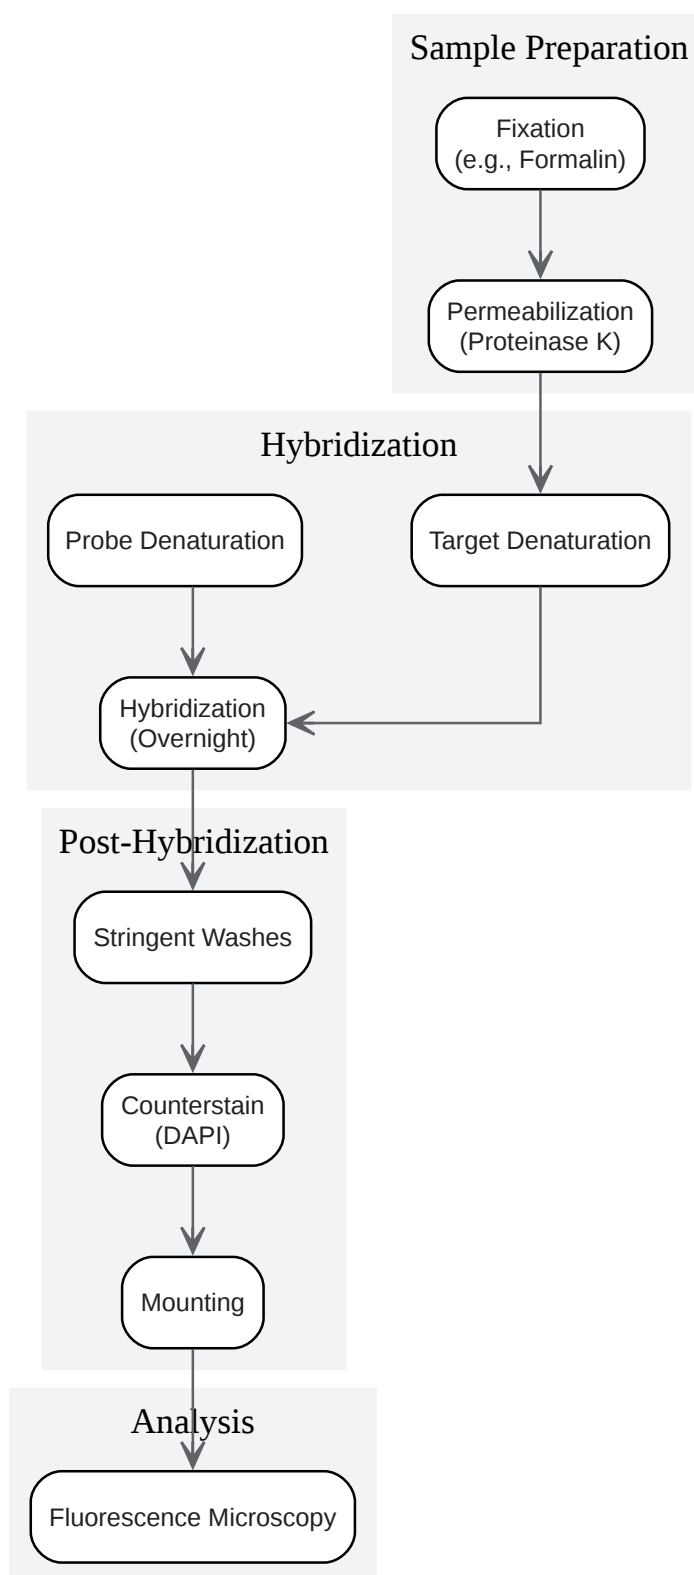 Sample Preparation
Fixation
(e.g., Formalin)
Permeabilization
(Proteinase K)
Hybridization
Probe Denaturation
Target Denaturation
Hybridization
(Overnight)
Post-Hybridization
Stringent Washes
Counterstain
(DAPI)
Mounting
Analysis
Fluorescence Microscopy